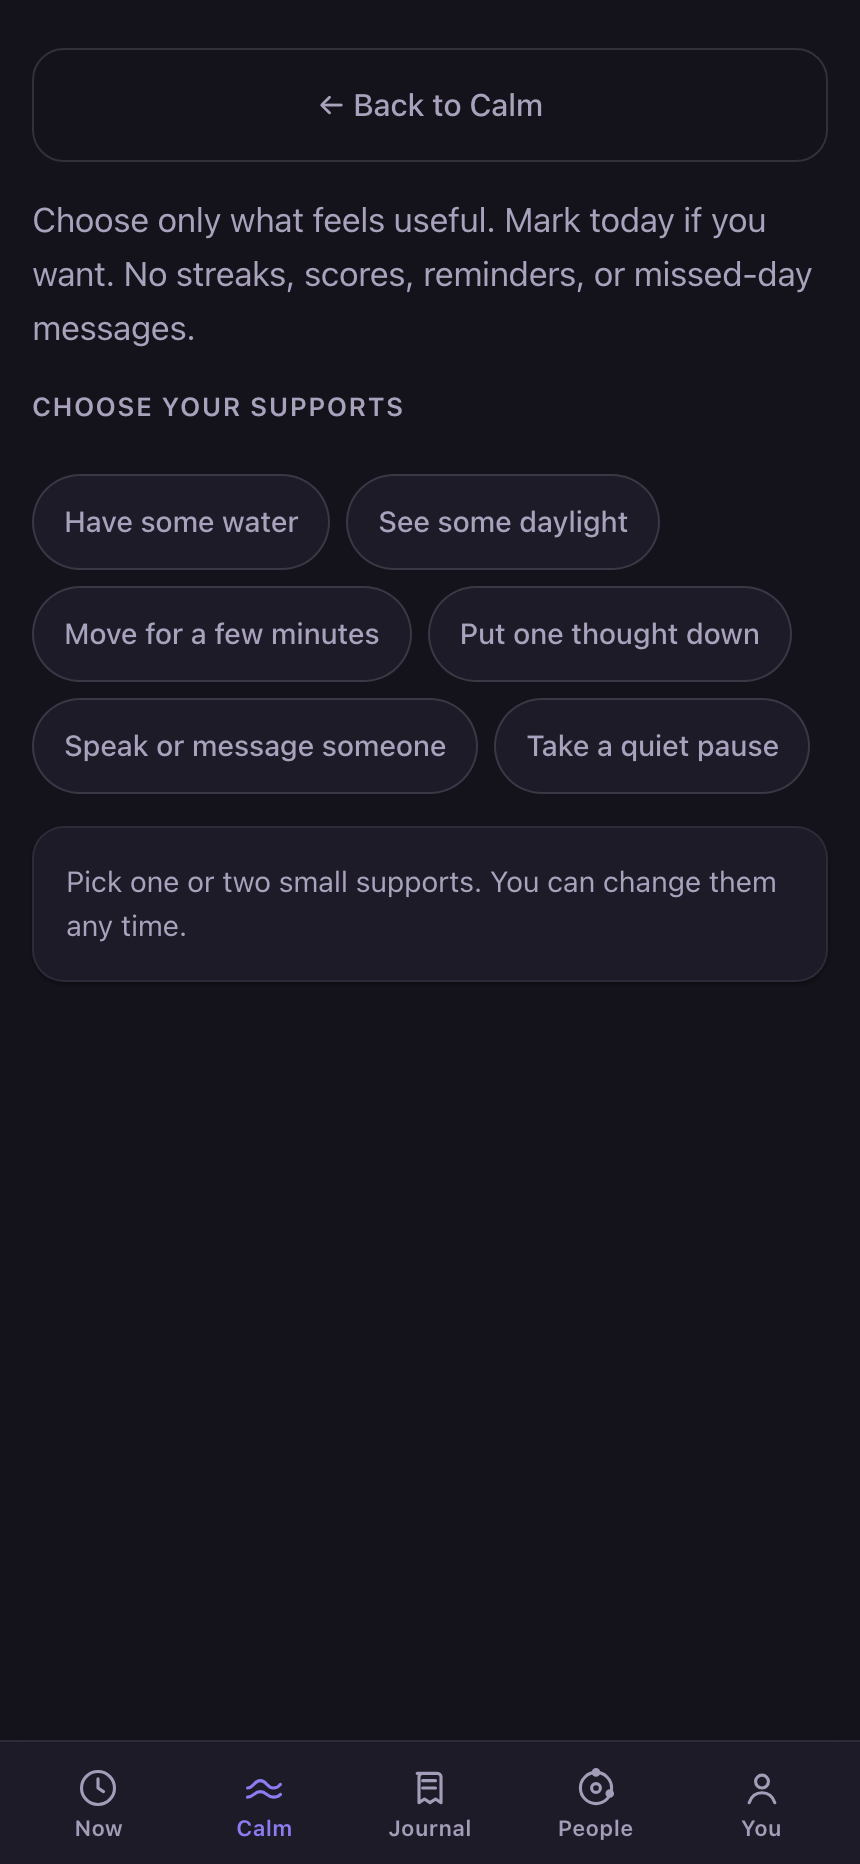 ← Back to Calm
Choose only what feels useful. Mark today if you
want. No streaks, scores, reminders, or missed-day
messages.
CHOOSE YOUR SUPPORTS
Have some water
See some daylight
Move for a few minutes
Put one thought down
Speak or message someone
Take a quiet pause
Pick one or two small supports. You can change them
any time.
Now
Calm
Journal
People
You